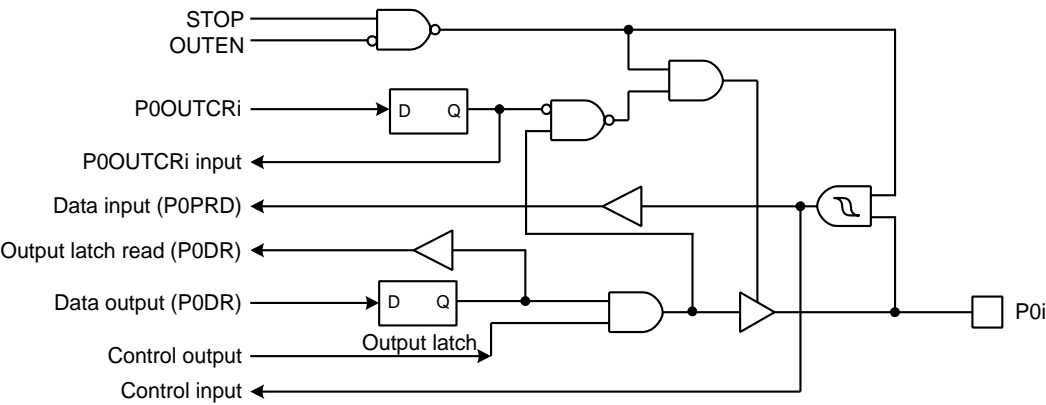 STOP
OUTEN
P0OUTCRi
D Q
P0OUTCRi input
Data input (P0PRD)
Output latch read (P0DR)
Data output (P0DR)
D Q
P0i
Output latch
Control output
Control input